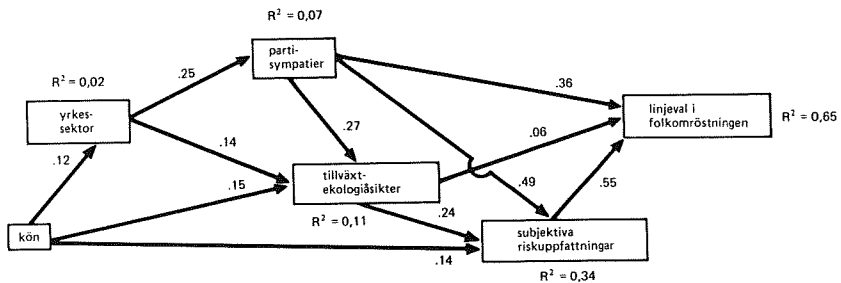 R² = 0,07
parti-
sympatier
R² = 0,02
.25
.36
yrkes-
sektor
linjeval i
folkomröstningen
R² = 0,65
.27
.14
.06
.12
.15
tillväxt-
ekologiåsikter
.49
.55
R² = 0,11
.24
kön
subjektiva
riskuppfattningar
.14
R² = 0,34